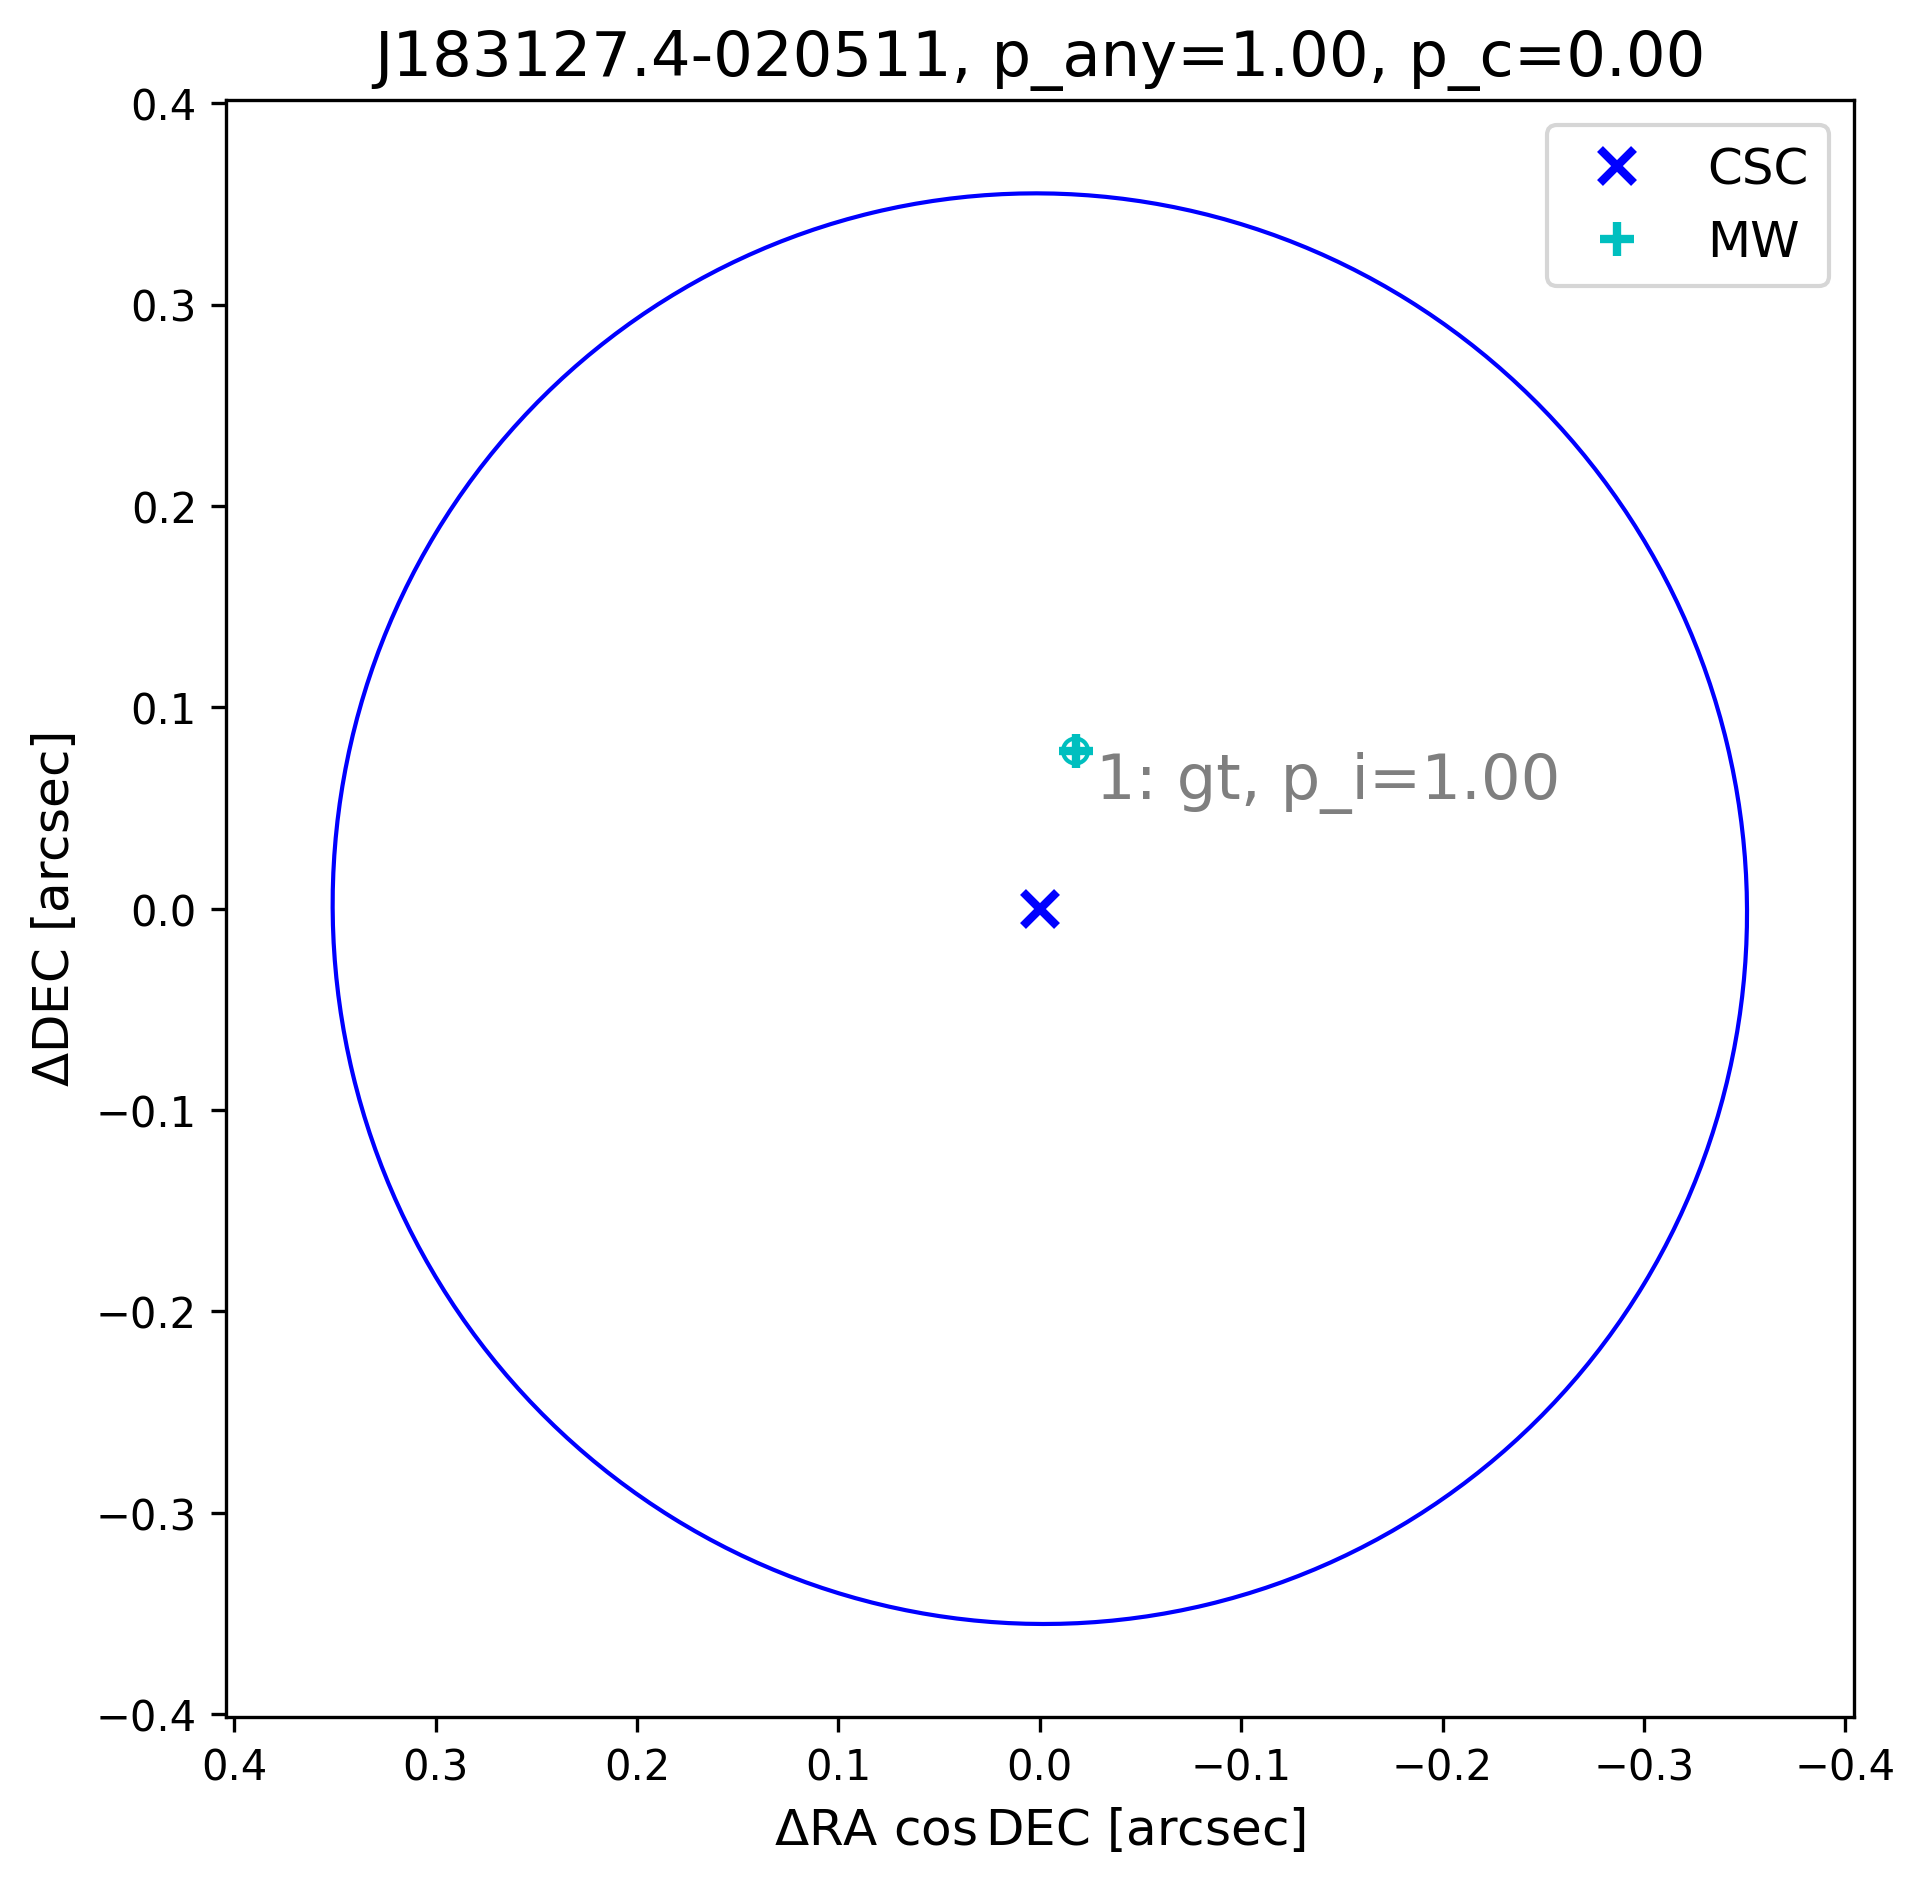 J183127.4-020511, p_any=1.00, p_c=0.00
CSC
MW
1: gt, p_i=1.00
ΔDEC [arcsec]
0.4
0.3
0.2
0.1
0.0
−0.1
−0.2
−0.3
−0.4
0.4 0.3 0.2 0.1 0.0 −0.1 −0.2 −0.3 −0.4
ΔRA cos DEC [arcsec]